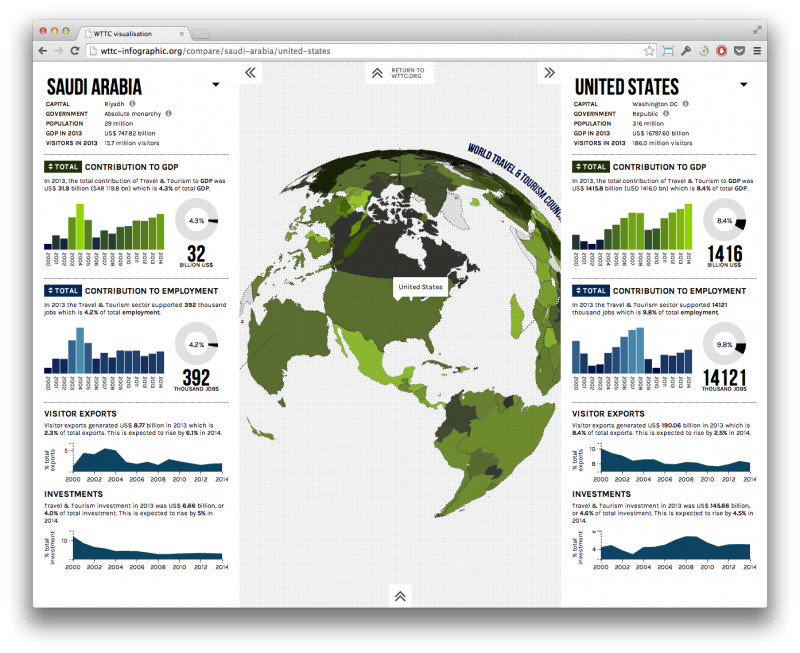 WTTC visualisation
wttc-infographic.org/compare/saudi-arabia/united-states
SAUDI ARABIA
CAPITAL Riyadh
GOVERNMENT Absolute monarchy
POPULATION 29 million
GDP IN 2013 US$ 747.82 billion
VISITORS IN 2013 15.7 million visitors
TOTAL CONTRIBUTION TO GDP
In 2013, the total contribution of Travel & Tourism to GDP was
US$ 31.9 billion (SAR 119.8 bn) which is 4.3% of total GDP.
4.3%
32
BILLION US$
2000 2001 2002 2003 2004 2005 2006 2007 2008 2009 2010 2011 2012 2013 2014
TOTAL CONTRIBUTION TO EMPLOYMENT
In 2013 the Travel & Tourism sector supported 392 thousand
jobs which is 4.2% of total employment.
4.2%
392
THOUSAND JOBS
2000 2001 2002 2003 2004 2005 2006 2007 2008 2009 2010 2011 2012 2013 2014
VISITOR EXPORTS
Visitor exports generated US$ 8.77 billion in 2013 which is
2.3% of total exports. This is expected to rise by 6.1% in 2014.
% total
exports
5
2000 2002 2004 2006 2008 2010 2012 2014
INVESTMENTS
Travel & Tourism investment in 2013 was US$ 6.66 billion, or
4.0% of total investment. This is expected to rise by 5% in
2014.
% total
investment
10
2000 2002 2004 2006 2008 2010 2012 2014
RETURN TO
WTTC.ORG
WORLD TRAVEL & TOURISM COUNC
United States
UNITED STATES
CAPITAL Washington DC
GOVERNMENT Republic
POPULATION 316 million
GDP IN 2013 US$ 16797.60 billion
VISITORS IN 2013 186.0 million visitors
TOTAL CONTRIBUTION TO GDP
In 2013, the total contribution of Travel & Tourism to GDP was
US$ 1415.8 billion (USD 1416.0 bn) which is 8.4% of total GDP.
8.4%
1416
BILLION US$
2000 2001 2002 2003 2004 2005 2006 2007 2008 2009 2010 2011 2012 2013 2014
TOTAL CONTRIBUTION TO EMPLOYMENT
In 2013 the Travel & Tourism sector supported 14121
thousand jobs which is 9.8% of total employment.
9.8%
14121
THOUSAND JOBS
2000 2001 2002 2003 2004 2005 2006 2007 2008 2009 2010 2011 2012 2013 2014
VISITOR EXPORTS
Visitor exports generated US$ 190.06 billion in 2013 which is
8.4% of total exports. This is expected to rise by 2.5% in 2014.
% total
exports
10
8
2000 2002 2004 2006 2008 2010 2012 2014
INVESTMENTS
Travel & Tourism investment in 2013 was US$ 145.66 billion,
or 4.6% of total investment. This is expected to rise by 4.5% in
2014.
% total
investment
4
2000 2002 2004 2006 2008 2010 2012 2014